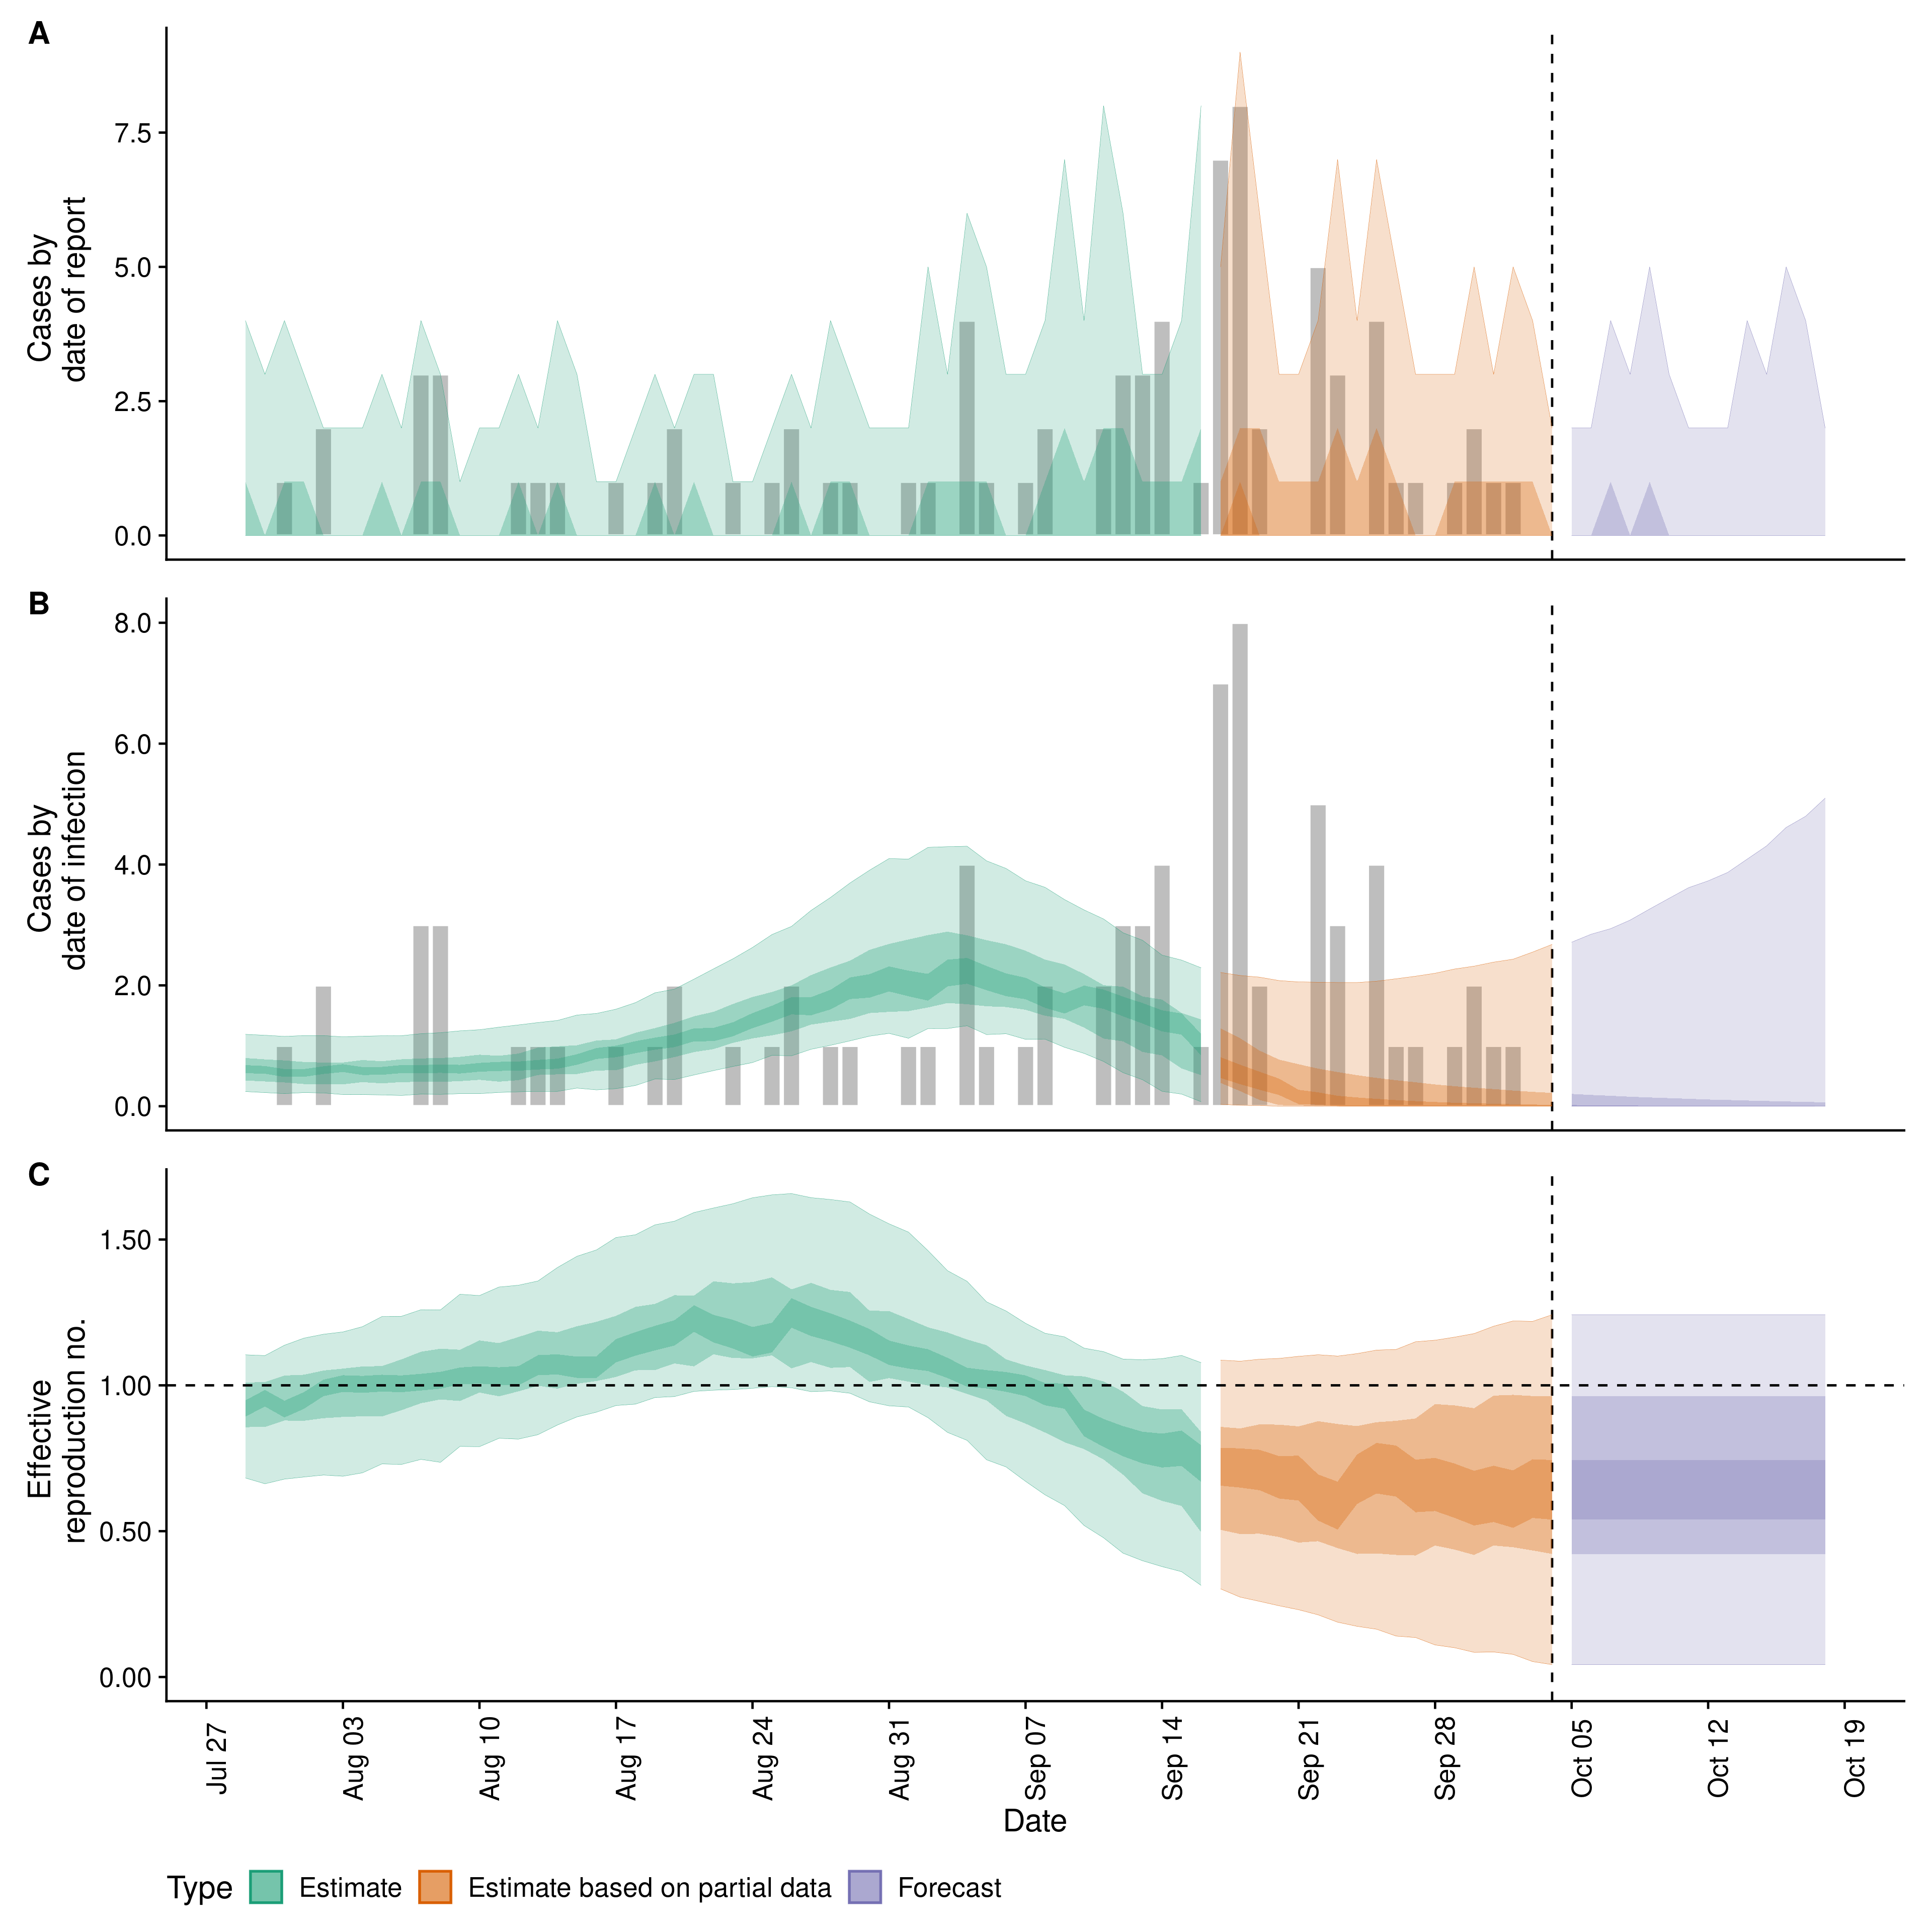 A
Cases by
date of report
7.5
5.0
2.5
0.0
B
Cases by
date of infection
8.0
6.0
4.0
2.0
0.0
C
Effective
reproduction no.
1.50
1.00
0.50
0.00
Jul 27
Aug 03
Aug 10
Aug 17
Aug 24
Aug 31
Sep 07
Sep 14
Sep 21
Sep 28
Oct 05
Oct 12
Oct 19
Date
Type Estimate Estimate based on partial data Forecast